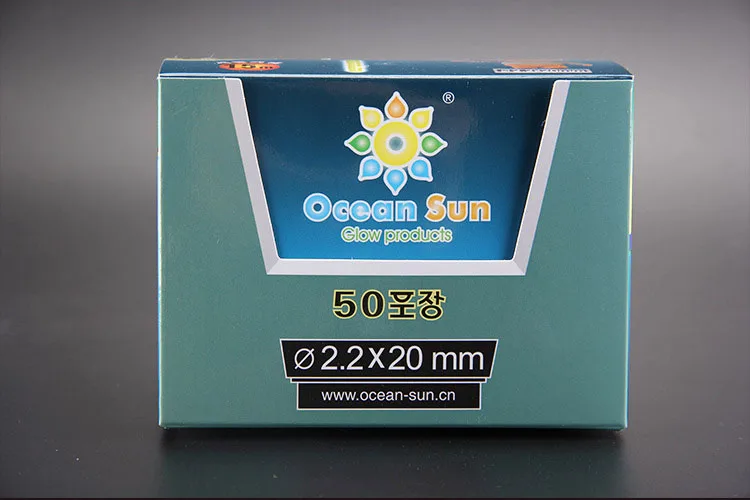 ®
Ocean Sun
Glow products
50포장
⌀ 2.2X20 mm
www.ocean-sun.cn